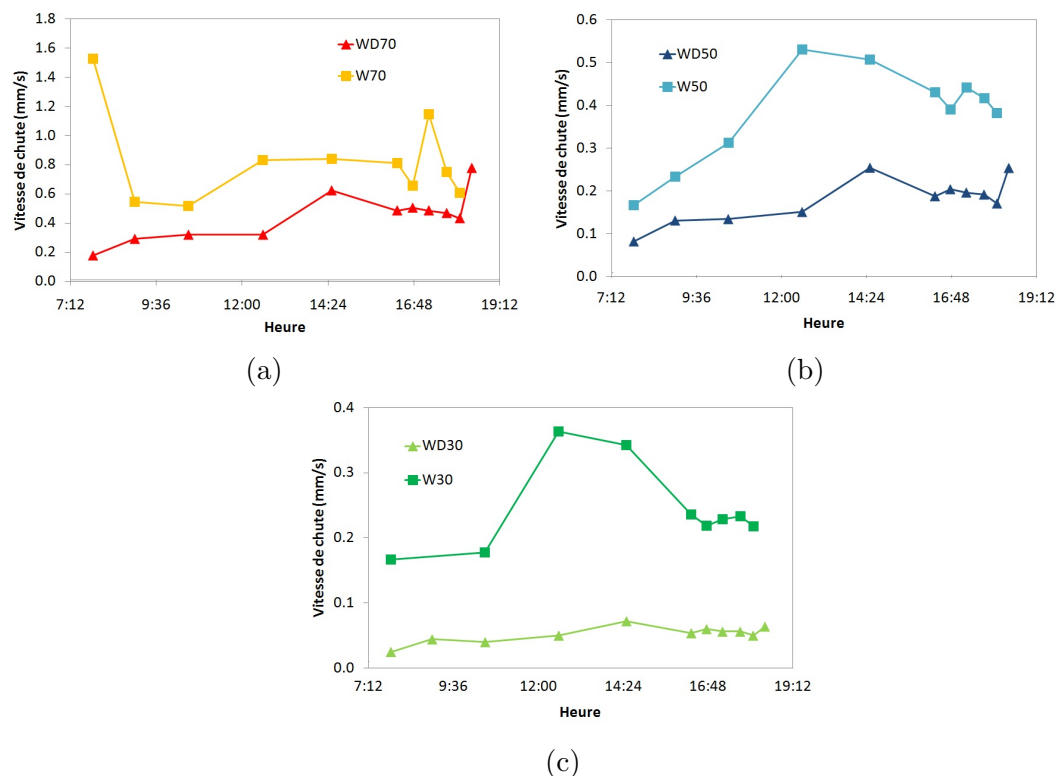 1.8
1.6
1.4
1.2
1.0
0.8
0.6
0.4
0.2
0.0
Vitesse de chute (mm/s)
WD70
W70
7:12 9:36 12:00 14:24 16:48 19:12
Heure
(a)
0.6
0.5
0.4
0.3
0.2
0.1
0.0
Vitesse de chute (mm/s)
WD50
W50
7:12 9:36 12:00 14:24 16:48 19:12
Heure
(b)
0.4
0.3
0.2
0.1
0.0
Vitesse de chute (mm/s)
WD30
W30
7:12 9:36 12:00 14:24 16:48 19:12
Heure
(c)